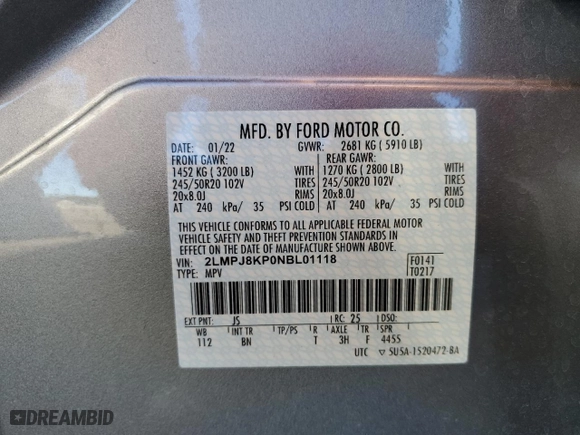 MFD. BY FORD MOTOR CO.
DATE: 01/22 GVWR: 2681 KG ( 5910 LB)
FRONT GAWR: REAR GAWR:
1452 KG ( 3200 LB) WITH 1270 KG ( 2800 LB) WITH
245/50R20 102V TIRES 245/50R20 102V TIRES
20x8.0J RIMS 20x8.0J RIMS
AT 240 kPa/ 35 PSI COLD AT 240 kPa/ 35 PSI COLD
THIS VEHICLE CONFORMS TO ALL APPLICABLE FEDERAL MOTOR
VEHICLE SAFETY AND THEFT PREVENTION STANDARDS IN
EFFECT ON THE DATE OF MANUFACTURE SHOWN ABOVE.
VIN: 2LMPJ8KP0NBL01118 F0141
TYPE: MPV T0217
EXT PNT: JS RC: 25 DSO:
WB INT TR TP/PS R AXLE TR SPR
112 BN T 3H F 4455
UTC ▽ 5U5A-1520472-BA
DREAMBID